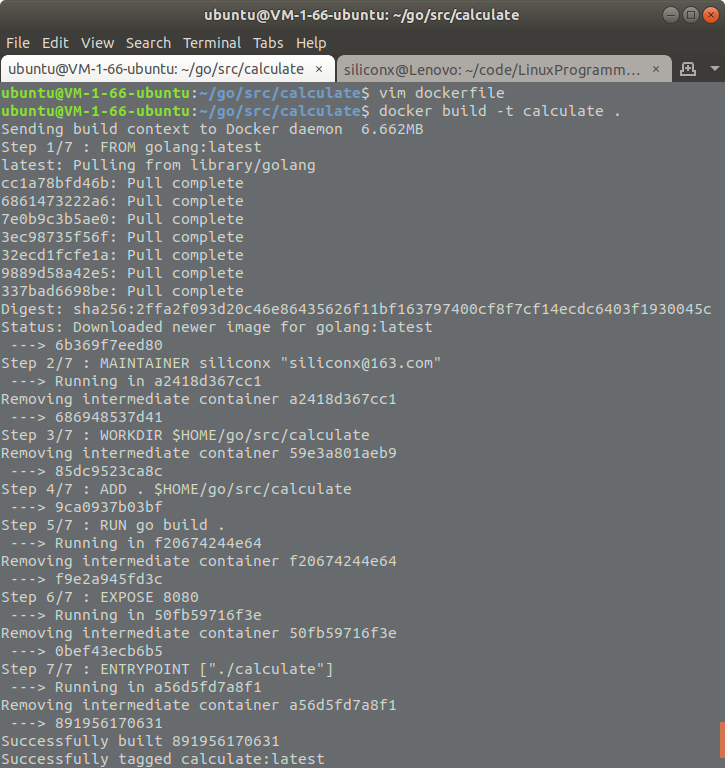 ubuntu@VM-1-66-ubuntu: ~/go/src/calculate
File Edit View Search Terminal Tabs Help
ubuntu@VM-1-66-ubuntu: ~/go/src/calculate × siliconx@Lenovo: ~/code/LinuxProgramm… ×
ubuntu@VM-1-66-ubuntu:~/go/src/calculate$ vim dockerfile
ubuntu@VM-1-66-ubuntu:~/go/src/calculate$ docker build -t calculate .
Sending build context to Docker daemon  6.662MB
Step 1/7 : FROM golang:latest
latest: Pulling from library/golang
cc1a78bfd46b: Pull complete
6861473222a6: Pull complete
7e0b9c3b5ae0: Pull complete
3ec98735f56f: Pull complete
32ecd1fcfe1a: Pull complete
9889d58a42e5: Pull complete
337bad6698be: Pull complete
Digest: sha256:2ffa2f093d20c46e86435626f11bf163797400cf8f7cf14ecdc6403f1930045c
Status: Downloaded newer image for golang:latest
 ---> 6b369f7eed80
Step 2/7 : MAINTAINER siliconx "siliconx@163.com"
 ---> Running in a2418d367cc1
Removing intermediate container a2418d367cc1
 ---> 686948537d41
Step 3/7 : WORKDIR $HOME/go/src/calculate
Removing intermediate container 59e3a801aeb9
 ---> 85dc9523ca8c
Step 4/7 : ADD . $HOME/go/src/calculate
 ---> 9ca0937b03bf
Step 5/7 : RUN go build .
 ---> Running in f20674244e64
Removing intermediate container f20674244e64
 ---> f9e2a945fd3c
Step 6/7 : EXPOSE 8080
 ---> Running in 50fb59716f3e
Removing intermediate container 50fb59716f3e
 ---> 0bef43ecb6b5
Step 7/7 : ENTRYPOINT ["./calculate"]
 ---> Running in a56d5fd7a8f1
Removing intermediate container a56d5fd7a8f1
 ---> 891956170631
Successfully built 891956170631
Successfully tagged calculate:latest